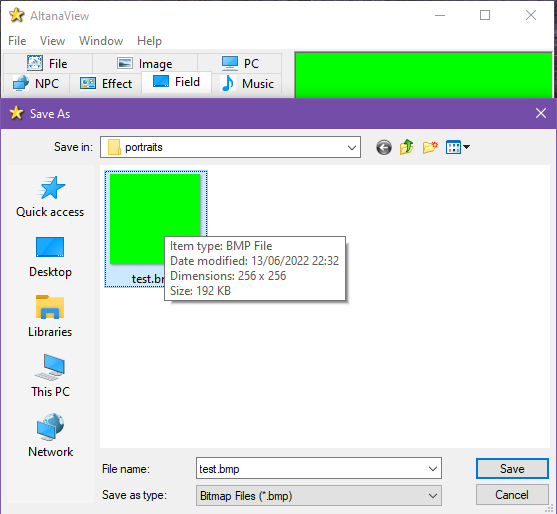 AltanaView
File View Window Help
File Image PC
NPC Effect Field Music
Save As
Save in: portraits
Quick access
Desktop
Libraries
This PC
Network
test.b
Item type: BMP File
Date modified: 13/06/2022 22:32
Dimensions: 256 x 256
Size: 192 KB
File name: test.bmp Save
Save as type: Bitmap Files (*.bmp) Cancel